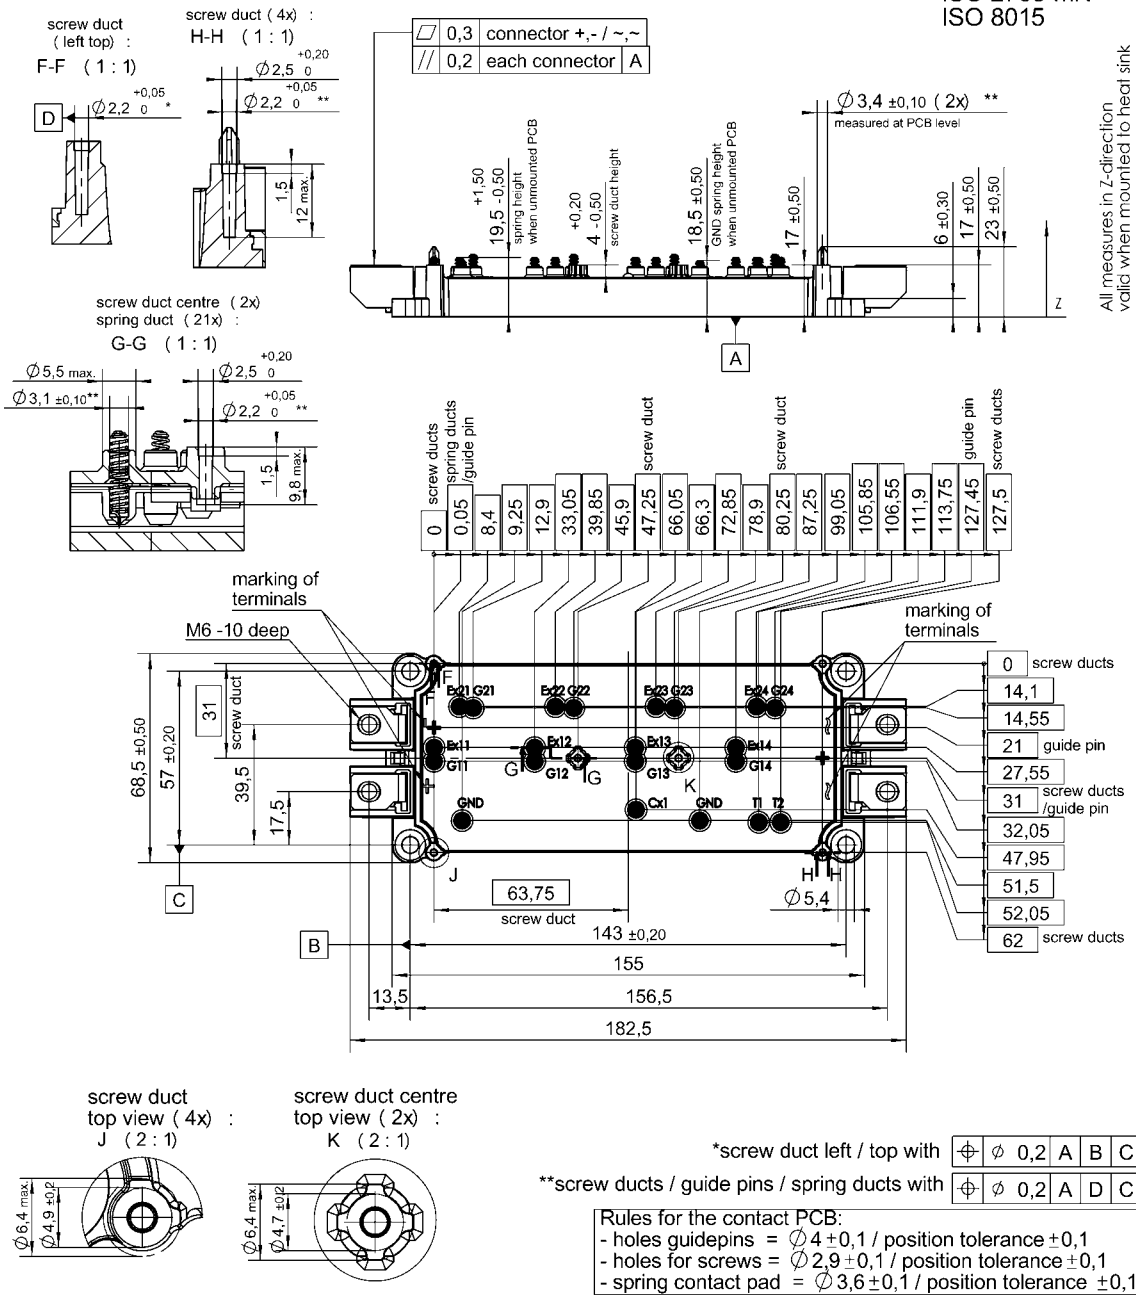 ISO 8015
screw duct
( left top) :
F-F ( 1 : 1)
+0,05
Ø2,2 0 *
D
screw duct (4x) :
H-H ( 1 : 1)
+0,20
Ø2,5 0
+0,05
Ø2,2 0 **
1,5
12 max.
⏥ 0,3 connector +,- / ~,~
// 0,2 each connector A
+1,50
19,5 -0,50
spring height
when unmounted PCB
+0,20
4 -0,50
screw duct height
18,5 ±0,50
GND spring height
when unmounted PCB
17 ±0,50
Ø3,4 ±0,10 ( 2x) **
measured at PCB level
6 ±0,30
17 ±0,50
23 ±0,50
Z
A
All measures in Z-direction
valid when mounted to heat sink
screw duct centre ( 2x)
spring duct ( 21x) :
G-G ( 1 : 1)
Ø5,5 max.
Ø3,1 ±0,10**
+0,20
Ø2,5 0
+0,05
Ø2,2 0 **
1,5
9,8 max.
0 screw ducts
0,05 spring ducts
/guide pin
8,4
9,25
12,9
33,05
39,85
45,9
47,25 screw duct
66,05
66,3
72,85
78,9
80,25 screw duct
87,25
99,05
105,85
106,55
111,9
113,75
127,45 guide pin
127,5 screw ducts
marking of
terminals
M6 -10 deep
marking of
terminals
68,5 ±0,50
57 ±0,20
31
screw duct
39,5
17,5
C
F
F
Ex21 G21
Ex22 G22
Ex23 G23
Ex24 G24
Ex11
G11
Ex12
G12
G
G
Ex13
G13
K
Ex14
G14
GND
Cx1
GND
T1 T2
J
H H
0 screw ducts
14,1
14,55
21 guide pin
27,55
31 screw ducts
/guide pin
32,05
47,95
51,5
52,05
62 screw ducts
63,75
screw duct
Ø5,4
B
143 ±0,20
155
13,5
156,5
182,5
screw duct
top view ( 4x) :
J ( 2 : 1)
Ø6,4 max.
Ø4,9 ±0,2
screw duct centre
top view ( 2x) :
K ( 2 : 1)
Ø6,4 max.
Ø4,7 ±0,2
*screw duct left / top with ⌖ Ø 0,2 A B C
**screw ducts / guide pins / spring ducts with ⌖ Ø 0,2 A D C
Rules for the contact PCB:
- holes guidepins = Ø4±0,1 / position tolerance ±0,1
- holes for screws = Ø2,9±0,1 / position tolerance±0,1
- spring contact pad = Ø3,6±0,1 / position tolerance ±0,1